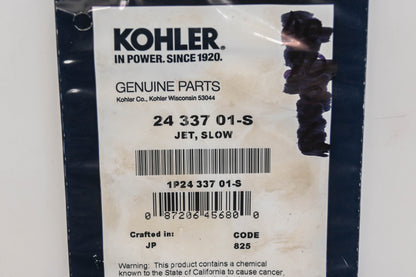 KOHLER®
IN POWER. SINCE 1920.
GENUINE PARTS
Kohler Co., Kohler Wisconsin 53044
24 337 01-S
JET, SLOW
1P24 337 01-S
0 87206 45680 0
Crafted in: CODE
JP 825
Warning: This product contains a chemical
known to the State of California to cause cancer,